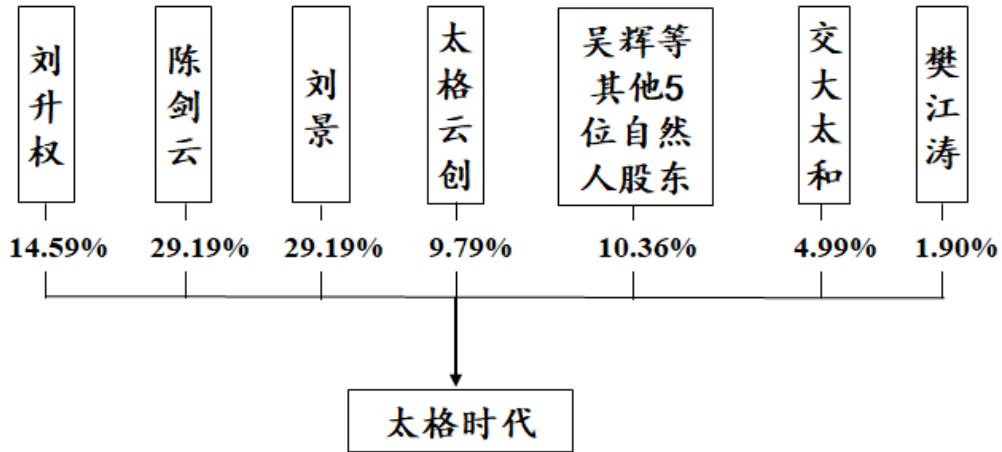 刘升权
陈剑云
刘景
太格云创
吴辉等
其他5
位自然
人股东
交大太和
樊江涛
14.59%
29.19%
29.19%
9.79%
10.36%
4.99%
1.90%
太格时代